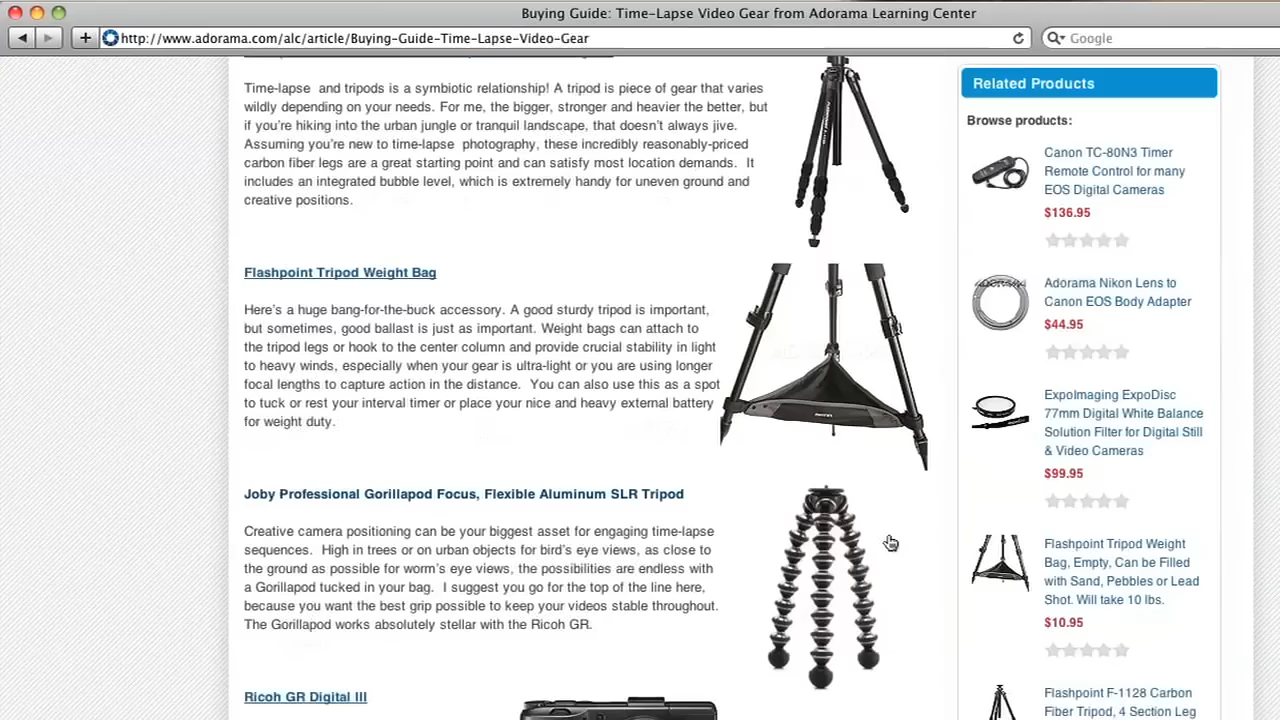 Buying Guide: Time-Lapse Video Gear from Adorama Learning Center
http://www.adorama.com/alc/article/Buying-Guide-Time-Lapse-Video-Gear
Google
Time-lapse and tripods is a symbiotic relationship! A tripod is piece of gear that varies
wildly depending on your needs. For me, the bigger, stronger and heavier the better, but
if you're hiking into the urban jungle or tranquil landscape, that doesn't always jive.
Assuming you're new to time-lapse photography, these incredibly reasonably-priced
carbon fiber legs are a great starting point and can satisfy most location demands. It
includes an integrated bubble level, which is extremely handy for uneven ground and
creative positions.
Flashpoint Tripod Weight Bag
Here's a huge bang-for-the-buck accessory. A good sturdy tripod is important,
but sometimes, good ballast is just as important. Weight bags can attach to
the tripod legs or hook to the center column and provide crucial stability in light
to heavy winds, especially when your gear is ultra-light or you are using longer
focal lengths to capture action in the distance. You can also use this as a spot
to tuck or rest your interval timer or place your nice and heavy external battery
for weight duty.
Joby Professional Gorillapod Focus, Flexible Aluminum SLR Tripod
Creative camera positioning can be your biggest asset for engaging time-lapse
sequences. High in trees or on urban objects for bird's eye views, as close to
the ground as possible for worm's eye views, the possibilities are endless with
a Gorillapod tucked in your bag. I suggest you go for the top of the line here,
because you want the best grip possible to keep your videos stable throughout.
The Gorillapod works absolutely stellar with the Ricoh GR.
Ricoh GR Digital III
Related Products
Browse products:
Canon TC-80N3 Timer
Remote Control for many
EOS Digital Cameras
$136.95
Adorama Nikon Lens to
Canon EOS Body Adapter
$44.95
ExpoImaging ExpoDisc
77mm Digital White Balance
Solution Filter for Digital Still
& Video Cameras
$99.95
Flashpoint Tripod Weight
Bag, Empty, Can be Filled
with Sand, Pebbles or Lead
Shot. Will take 10 lbs.
$10.95
Flashpoint F-1128 Carbon
Fiber Tripod, 4 Section Leg